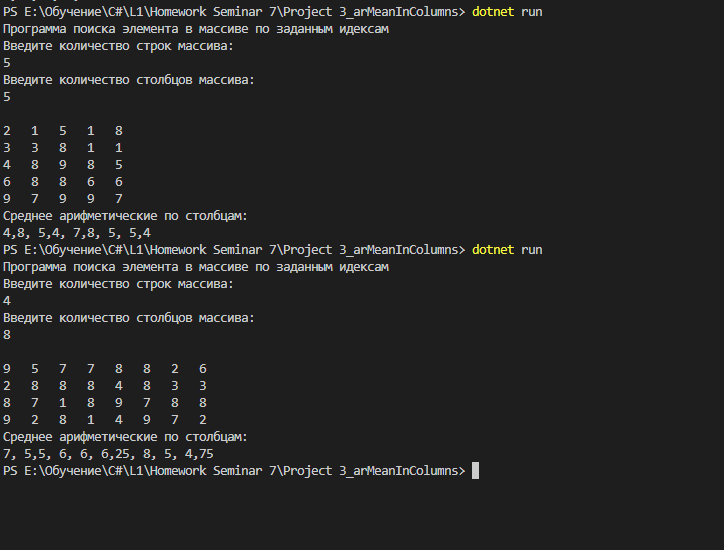 PS E:\Обучение\C#\L1\Homework Seminar 7\Project 3_arMeanInColumns> dotnet run
Программа поиска элемента в массиве по заданным идексам
Введите количество строк массива:
5
Введите количество столбцов массива:
5
2 1 5 1 8
3 3 8 1 1
4 8 9 8 5
6 8 8 6 6
9 7 9 9 7
Среднее арифметические по столбцам:
4,8, 5,4, 7,8, 5, 5,4
PS E:\Обучение\C#\L1\Homework Seminar 7\Project 3_arMeanInColumns> dotnet run
Программа поиска элемента в массиве по заданным идексам
Введите количество строк массива:
4
Введите количество столбцов массива:
8
9 5 7 7 8 8 2 6
2 8 8 8 4 8 3 3
8 7 1 8 9 7 8 8
9 2 8 1 4 9 7 2
Среднее арифметические по столбцам:
7, 5,5, 6, 6, 6,25, 8, 5, 4,75
PS E:\Обучение\C#\L1\Homework Seminar 7\Project 3_arMeanInColumns>